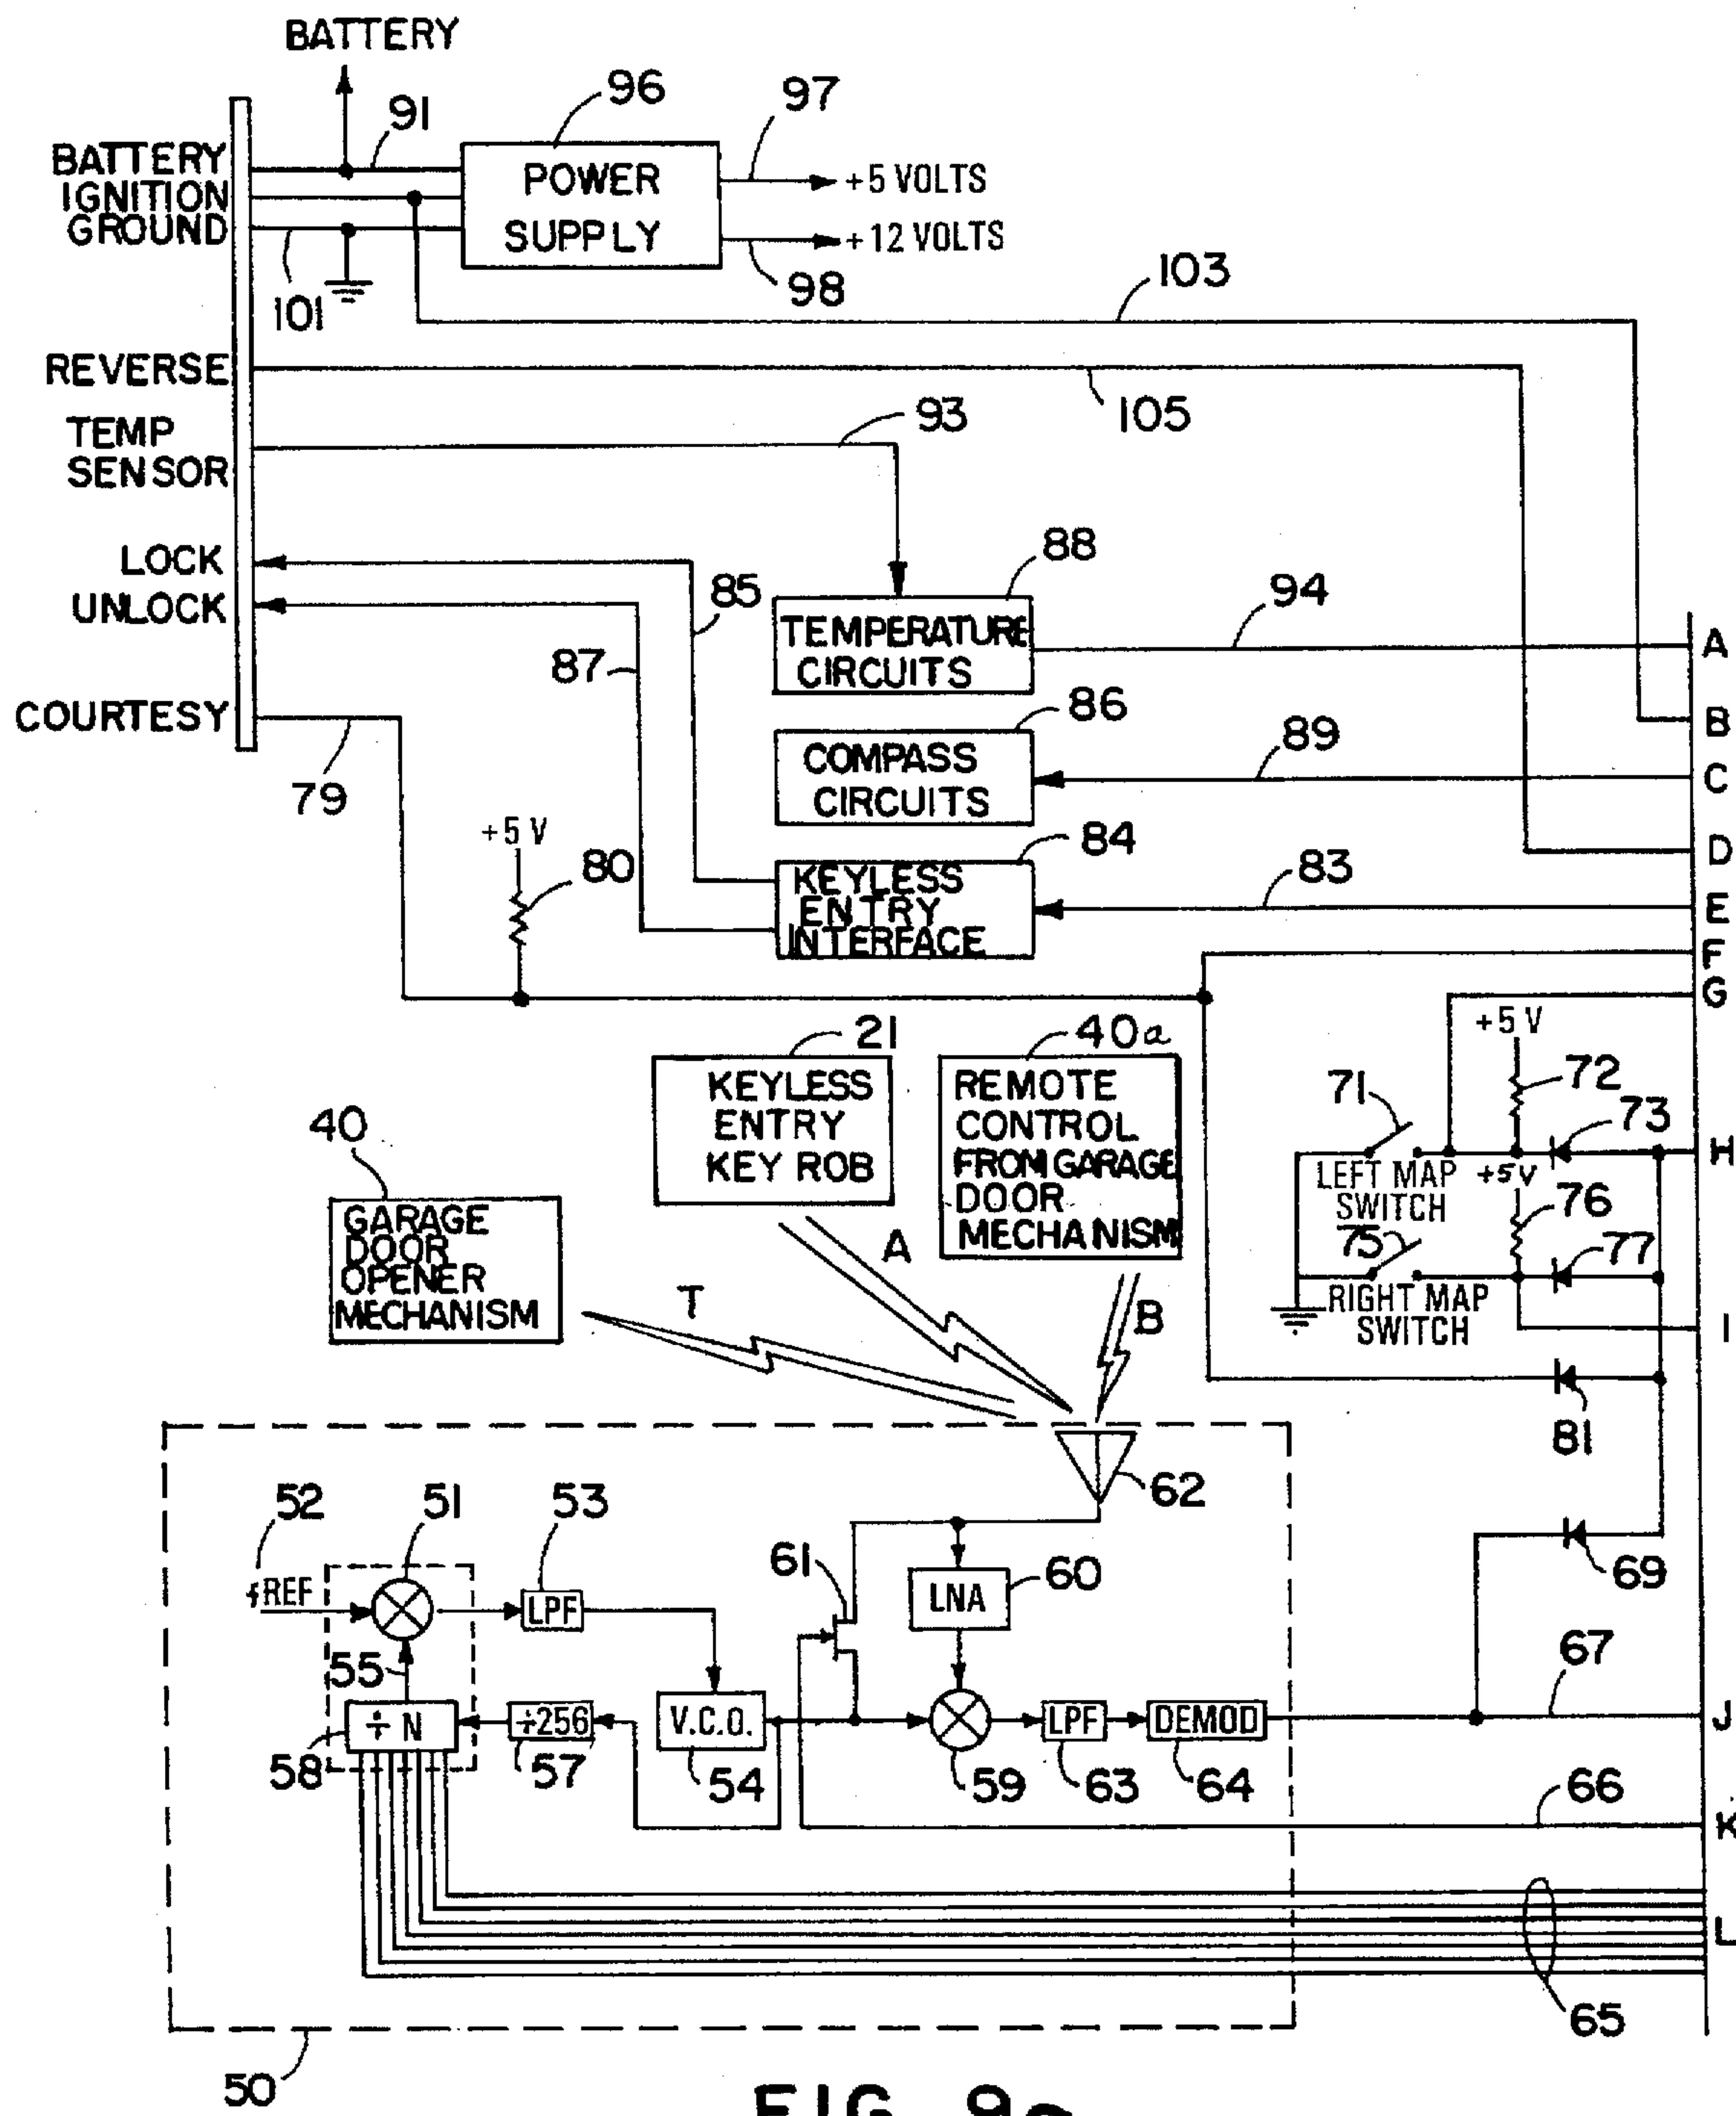 BATTERY
96
97
91
BATTERY
IGNITION
GROUND
POWER
SUPPLY
+5 VOLTS
+12 VOLTS
98
101
103
REVERSE
105
TEMP
SENSOR
93
LOCK
UNLOCK
85
87
88
TEMPERATURE
CIRCUITS
94
A
B
COURTESY
79
86
COMPASS
CIRCUITS
89
C
+5 V
80
84
KEYLESS
ENTRY
INTERFACE
83
D
E
F
G
21
KEYLESS
ENTRY
KEY ROB
40a
REMOTE
CONTROL
FROM GARAGE
DOOR
MECHANISM
+5 V
72
71
73
H
LEFT MAP
SWITCH
+5V
76
75
77
RIGHT MAP
SWITCH
I
40
GARAGE
DOOR
OPENER
MECHANISM
T
A
B
81
62
52
51
53
fREF
LPF
61
LNA
60
69
55
58
÷ N
÷256
57
V.C.O.
54
59
LPF
63
DEMOD
64
67
J
66
K
L
65
50
FIG. 9a